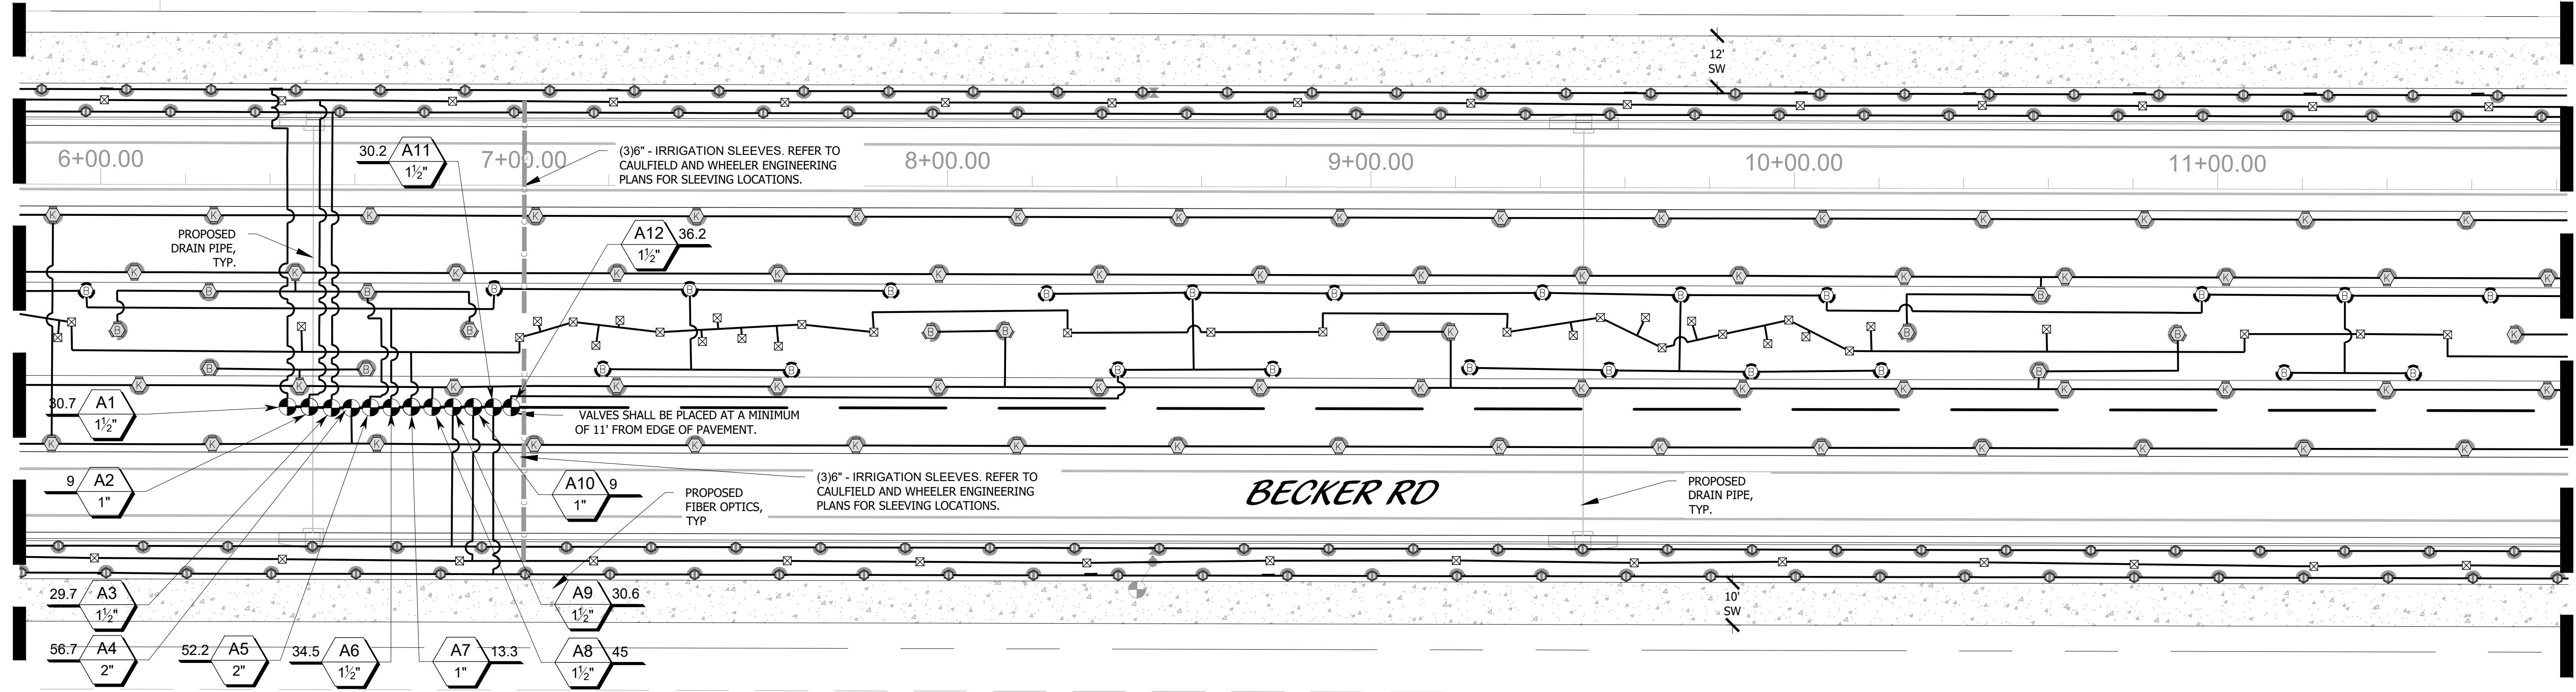 12'
SW
6+00.00
7+00.00
8+00.00
9+00.00
10+00.00
11+00.00
30.2
A11
1½"
(3)6" - IRRIGATION SLEEVES. REFER TO
CAULFIELD AND WHEELER ENGINEERING
PLANS FOR SLEEVING LOCATIONS.
PROPOSED
DRAIN PIPE,
TYP.
A12
1½"
36.2
30.7
A1
1½"
VALVES SHALL BE PLACED AT A MINIMUM
OF 11' FROM EDGE OF PAVEMENT.
9
A2
1"
A10
1"
9
PROPOSED
FIBER OPTICS,
TYP
(3)6" - IRRIGATION SLEEVES. REFER TO
CAULFIELD AND WHEELER ENGINEERING
PLANS FOR SLEEVING LOCATIONS.
BECKER RD
PROPOSED
DRAIN PIPE,
TYP.
29.7
A3
1½"
A9
1½"
30.6
10'
SW
56.7
A4
2"
52.2
A5
2"
34.5
A6
1½"
A7
1"
13.3
A8
1½"
45